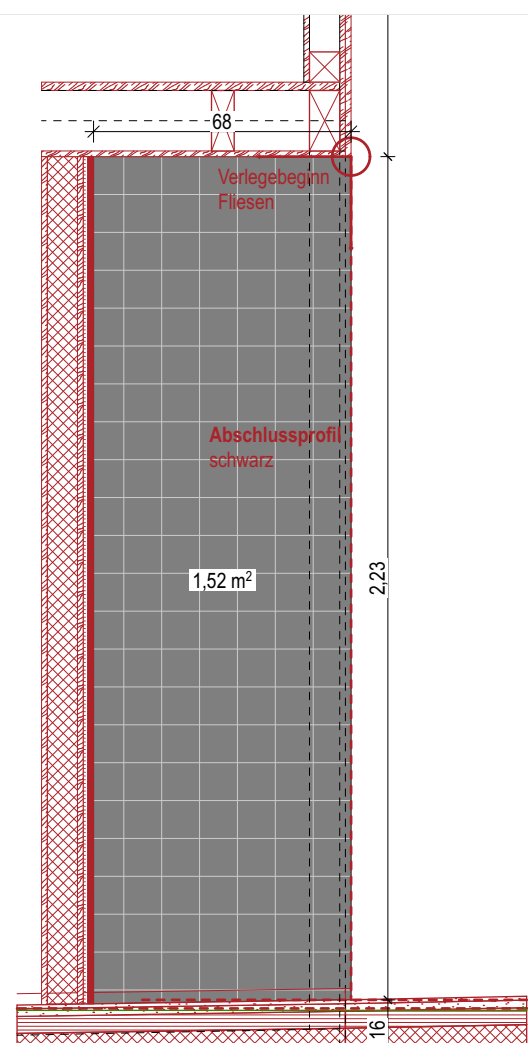 68
Verlegebeginn
Fliesen
Abschlussprofil
schwarz
1,52 m²
2,23
16